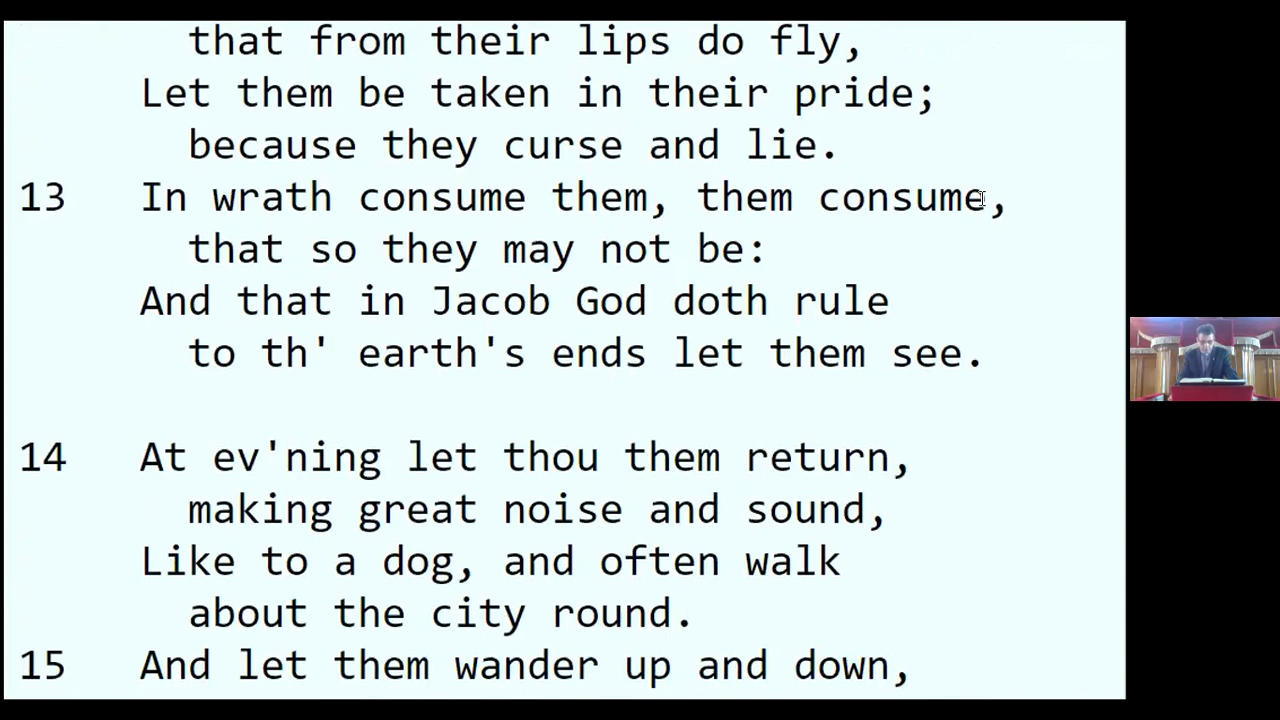 that from their lips do fly,
Let them be taken in their pride;
because they curse and lie.
13 In wrath consume them, them consume,
that so they may not be:
And that in Jacob God doth rule
to th' earth's ends let them see.
14 At ev'ning let thou them return,
making great noise and sound,
Like to a dog, and often walk
about the city round.
15 And let them wander up and down,